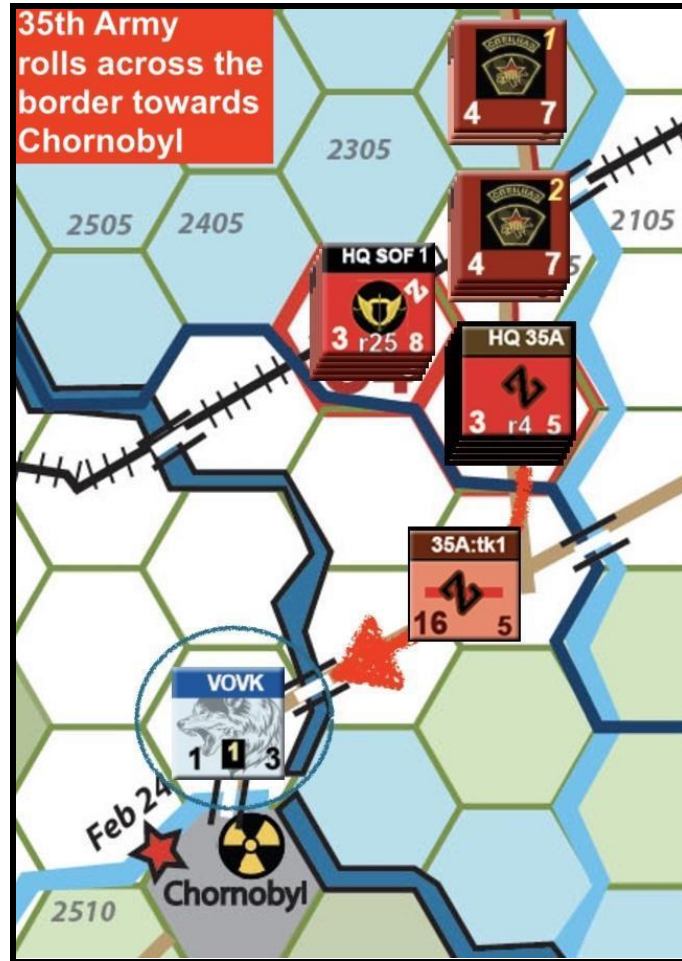 35th Army
rolls across the
border towards
Chornobyl
СПЕЦНАЗ 1
4 7
2305
2505 2405
СПЕЦНАЗ 2
2105
4 7
HQ SOF 1
Z
3 r25 8
HQ 35A
Z
3 r4 5
35A:tk1
Z
16 5
VOVK
1 1 3
Feb 24
Chornobyl
2510